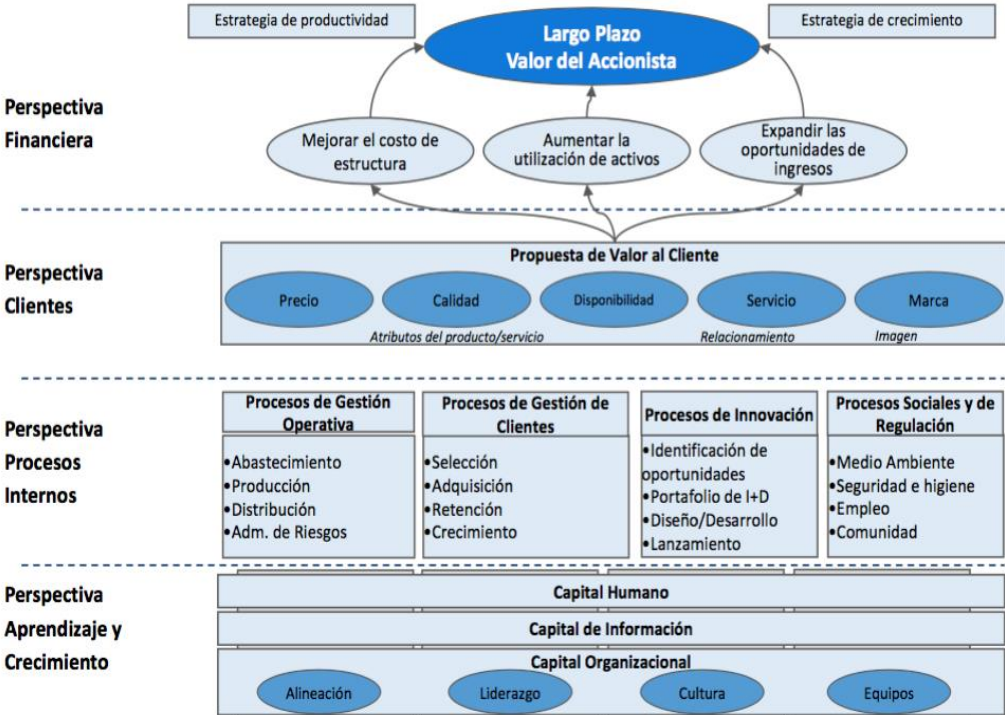 Estrategia de productividad
Largo Plazo
Valor del Accionista
Estrategia de crecimiento
Perspectiva
Financiera
Mejorar el costo de
estructura
Aumentar la
utilización de activos
Expandir las
oportunidades de
ingresos
Perspectiva
Clientes
Propuesta de Valor al Cliente
Precio
Calidad
Disponibilidad
Servicio
Marca
Atributos del producto/servicio
Relacionamiento
Imagen
Perspectiva
Procesos
Internos
Procesos de Gestión
Operativa
•Abastecimiento
•Producción
•Distribución
•Adm. de Riesgos
Procesos de Gestión de
Clientes
•Selección
•Adquisición
•Retención
•Crecimiento
Procesos de Innovación
•Identificación de
oportunidades
•Portafolio de I+D
•Diseño/Desarrollo
•Lanzamiento
Procesos Sociales y de
Regulación
•Medio Ambiente
•Seguridad e higiene
•Empleo
•Comunidad
Perspectiva
Aprendizaje y
Crecimiento
Capital Humano
Capital de Información
Capital Organizacional
Alineación
Liderazgo
Cultura
Equipos